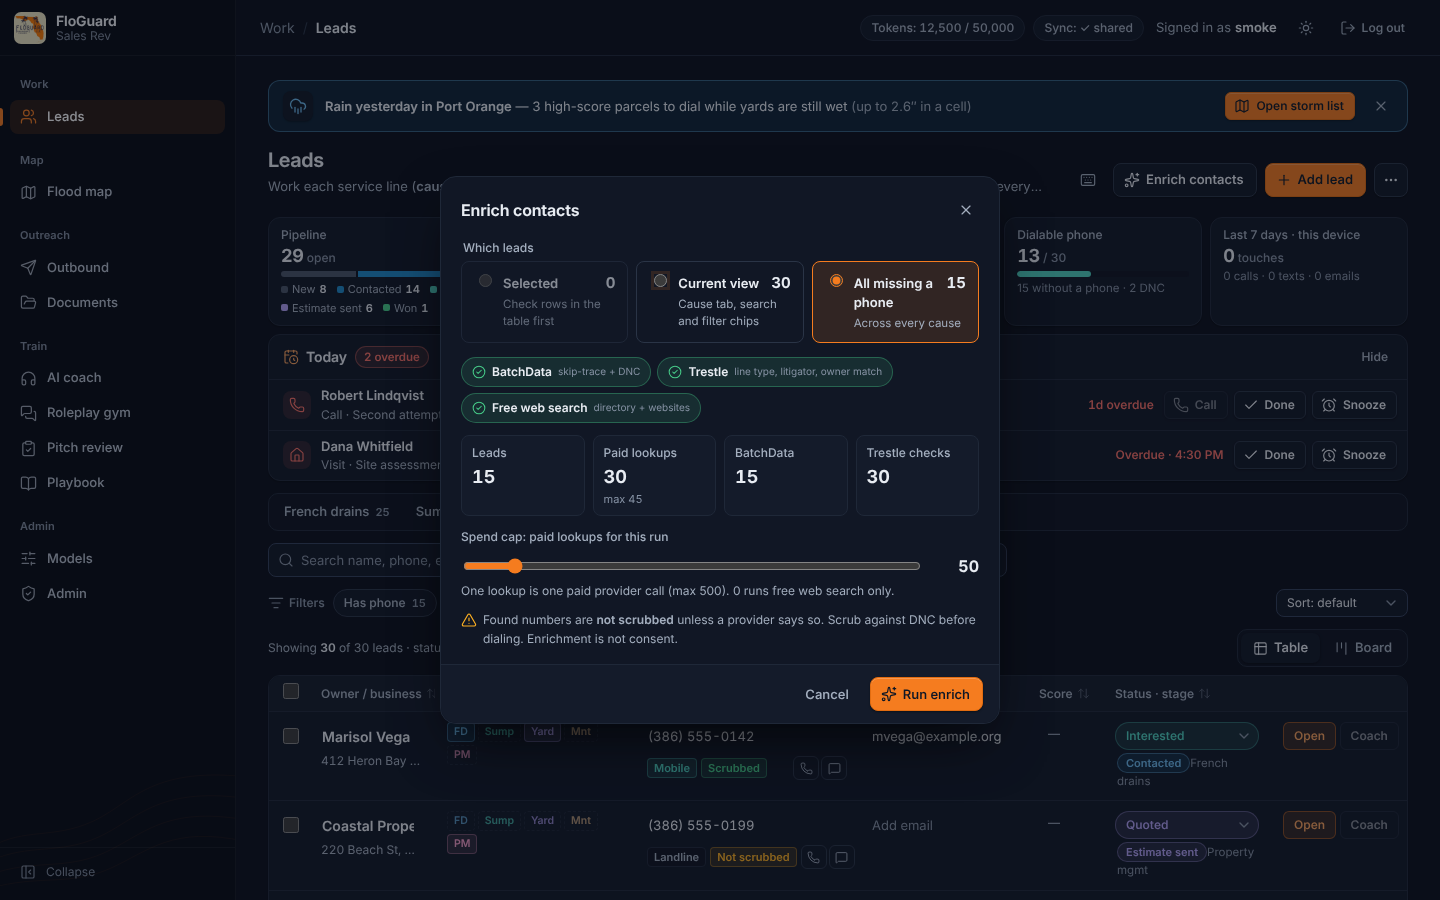 FloGuard
Sales Rev
Work / Leads
Tokens: 12,500 / 50,000
Sync: ✓ shared
Signed in as smoke
Log out
Work
Leads
Map
Flood map
Outreach
Outbound
Documents
Train
AI coach
Roleplay gym
Pitch review
Playbook
Admin
Models
Admin
Collapse
Rain yesterday in Port Orange — 3 high-score parcels to dial while yards are still wet (up to 2.6″ in a cell)
Open storm list
Leads
Work each service line (cau
every…
Enrich contacts
Add lead
Pipeline
29 open
New 8 Contacted 14
Estimate sent 6 Won 1
Dialable phone
13 / 30
15 without a phone · 2 DNC
Last 7 days · this device
0 touches
0 calls · 0 texts · 0 emails
Today 2 overdue
Hide
Robert Lindqvist
Call · Second attempt
1d overdue Call Done Snooze
Dana Whitfield
Visit · Site assessmen
Overdue · 4:30 PM Done Snooze
French drains 25 Sum
Search name, phone, e
Filters Has phone 15
Sort: default
Showing 30 of 30 leads · statu
Table Board
Owner / business
Score Status · stage
Marisol Vega
412 Heron Bay ...
FD Sump Yard Mnt
PM
(386) 555-0142
Mobile Scrubbed
mvega@example.org
—
Interested
Contacted French
drains
Open Coach
Coastal Prope
220 Beach St, ...
FD Sump Yard Mnt
PM
(386) 555-0199
Landline Not scrubbed
Add email
—
Quoted
Estimate sent Property
mgmt
Open Coach
Enrich contacts
Which leads
Selected 0
Check rows in the
table first
Current view 30
Cause tab, search
and filter chips
All missing a 15
phone
Across every cause
BatchData skip-trace + DNC
Trestle line type, litigator, owner match
Free web search directory + websites
Leads
15
Paid lookups
30
max 45
BatchData
15
Trestle checks
30
Spend cap: paid lookups for this run
50
One lookup is one paid provider call (max 500). 0 runs free web search only.
Found numbers are not scrubbed unless a provider says so. Scrub against DNC before
dialing. Enrichment is not consent.
Cancel
Run enrich